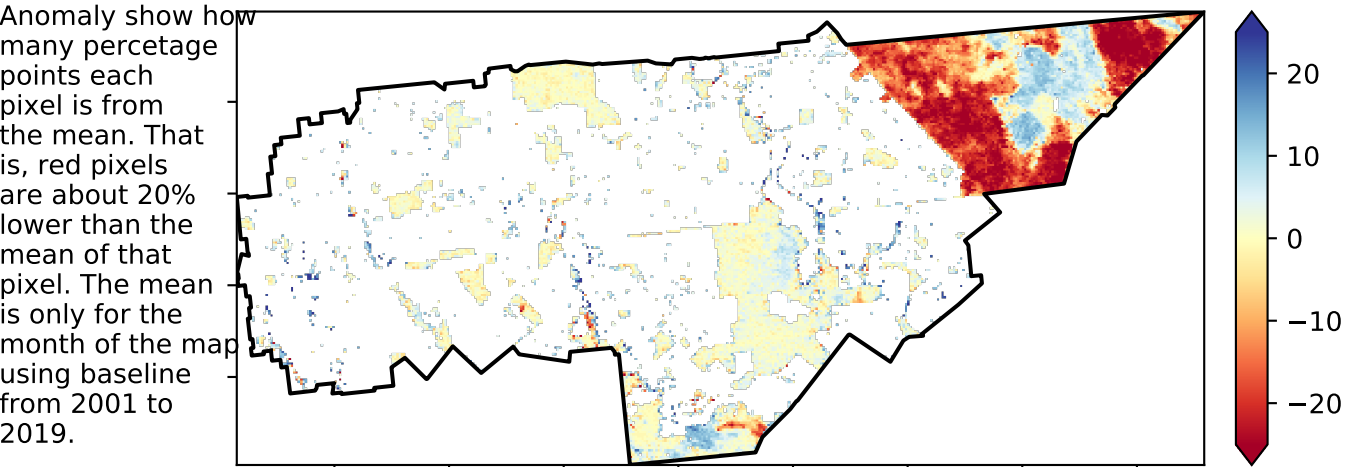 Anomaly show how
many percetage
points each
pixel is from
the mean. That
is, red pixels
are about 20%
lower than the
mean of that
pixel. The mean
is only for the
month of the map
using baseline
from 2001 to
2019.
20
10
0
−10
−20